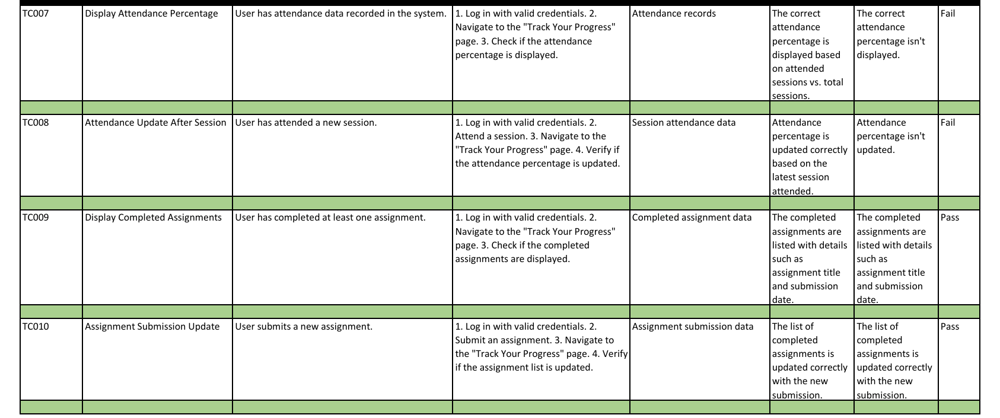 TC007
Display Attendance Percentage
User has attendance data recorded in the system.
1. Log in with valid credentials. 2.
Navigate to the "Track Your Progress"
page. 3. Check if the attendance
percentage is displayed.
Attendance records
The correct
attendance
percentage is
displayed based
on attended
sessions vs. total
sessions.
The correct
attendance
percentage isn't
displayed.
Fail
TC008
Attendance Update After Session
User has attended a new session.
1. Log in with valid credentials. 2.
Attend a session. 3. Navigate to the
"Track Your Progress" page. 4. Verify if
the attendance percentage is updated.
Session attendance data
Attendance
percentage is
updated correctly
based on the
latest session
attended.
Attendance
percentage isn't
updated.
Fail
TC009
Display Completed Assignments
User has completed at least one assignment.
1. Log in with valid credentials. 2.
Navigate to the "Track Your Progress"
page. 3. Check if the completed
assignments are displayed.
Completed assignment data
The completed
assignments are
listed with details
such as
assignment title
and submission
date.
The completed
assignments are
listed with details
such as
assignment title
and submission
date.
Pass
TC010
Assignment Submission Update
User submits a new assignment.
1. Log in with valid credentials. 2.
Submit an assignment. 3. Navigate to
the "Track Your Progress" page. 4. Verify
if the assignment list is updated.
Assignment submission data
The list of
completed
assignments is
updated correctly
with the new
submission.
The list of
completed
assignments is
updated correctly
with the new
submission.
Pass